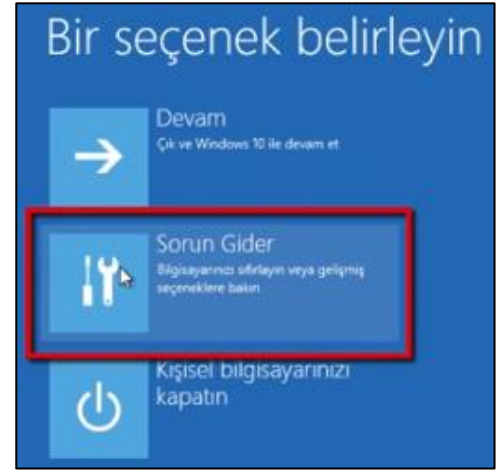 Bir seçenek belirleyin
Devam
Çık ve Windows 10 ile devam et
Sorun Gider
Bilgisayarınızı sıfırlayın veya gelişmiş
seçeneklere bakın
Kişisel bilgisayarınızı
kapatın